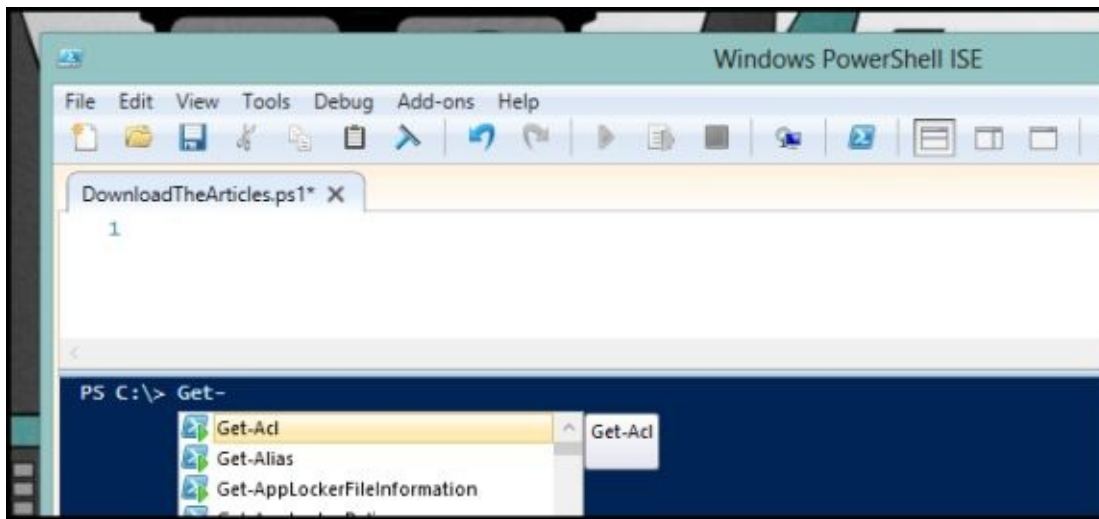 Windows PowerShell ISE
File Edit View Tools Debug Add-ons Help
DownloadTheArticles.ps1*
1
PS C:\> Get-
Get-Acl
Get-Acl
Get-Alias
Get-AppLockerFileInformation